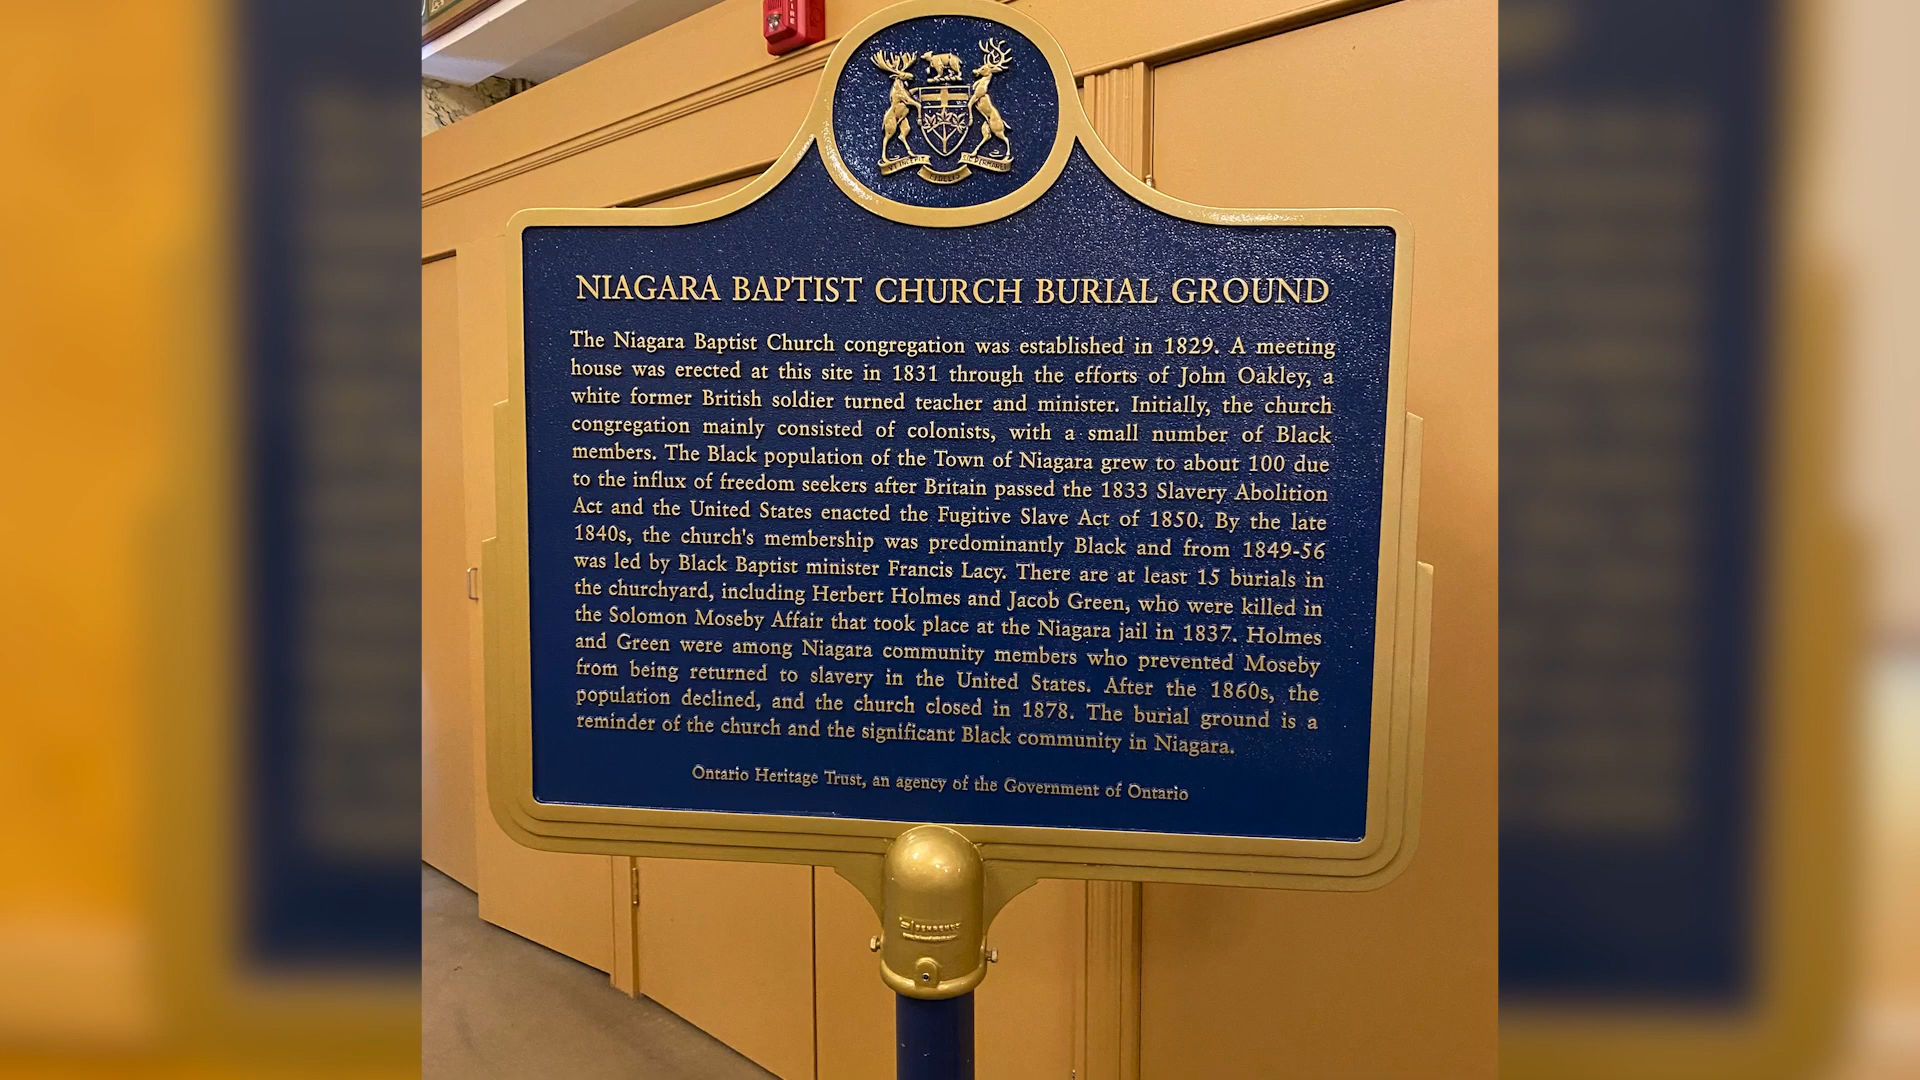 FIRE
NIAGARA BAPTIST CHURCH BURIAL GROUND
The Niagara Baptist Church congregation was established in 1829. A meeting
house was erected at this site in 1831 through the efforts of John Oakley, a
white former British soldier turned teacher and minister. Initially, the church
congregation mainly consisted of colonists, with a small number of Black
members. The Black population of the Town of Niagara grew to about 100 due
to the influx of freedom seekers after Britain passed the 1833 Slavery Abolition
Act and the United States enacted the Fugitive Slave Act of 1850. By the late
1840s, the church's membership was predominantly Black and from 1849-56
was led by Black Baptist minister Francis Lacy. There are at least 15 burials in
the churchyard, including Herbert Holmes and Jacob Green, who were killed in
the Solomon Moseby Affair that took place at the Niagara jail in 1837. Holmes
and Green were among Niagara community members who prevented Moseby
from being returned to slavery in the United States. After the 1860s, the
population declined, and the church closed in 1878. The burial ground is a
reminder of the church and the significant Black community in Niagara.
Ontario Heritage Trust, an agency of the Government of Ontario